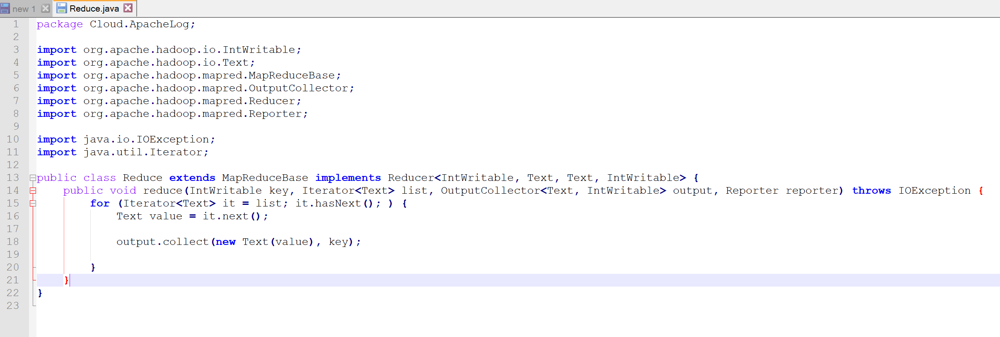 new 1 Reduce.java
1 package Cloud.ApacheLog;
2
3 import org.apache.hadoop.io.IntWritable;
4 import org.apache.hadoop.io.Text;
5 import org.apache.hadoop.mapred.MapReduceBase;
6 import org.apache.hadoop.mapred.OutputCollector;
7 import org.apache.hadoop.mapred.Reducer;
8 import org.apache.hadoop.mapred.Reporter;
9
10 import java.io.IOException;
11 import java.util.Iterator;
12
13 public class Reduce extends MapReduceBase implements Reducer<IntWritable, Text, Text, IntWritable> {
14     public void reduce(IntWritable key, Iterator<Text> list, OutputCollector<Text, IntWritable> output, Reporter reporter) throws IOException {
15         for (Iterator<Text> it = list; it.hasNext(); ) {
16             Text value = it.next();
17
18             output.collect(new Text(value), key);
19
20         }
21     }
22 }
23